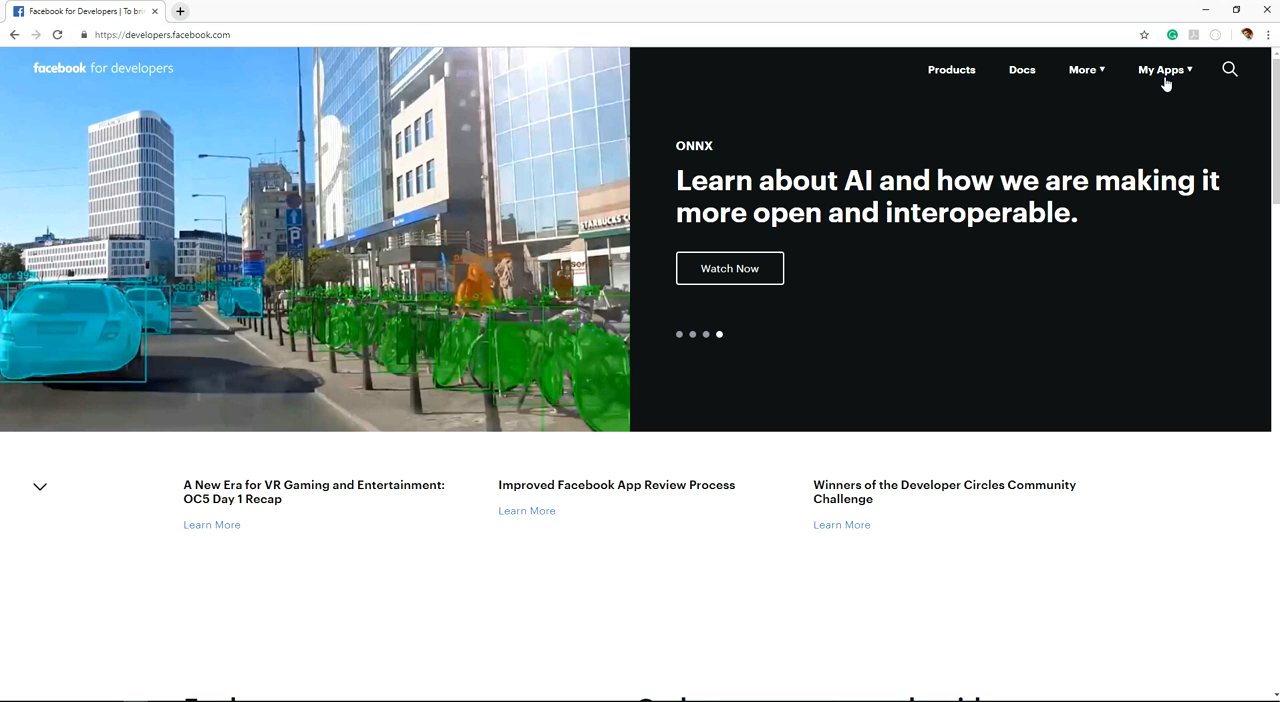 Facebook for Developers | To bri
https://developers.facebook.com
facebook for developers
Products
Docs
More
My Apps
ONNX
Learn about AI and how we are making it
more open and interoperable.
Watch Now
STARBUCKS C
P
A New Era for VR Gaming and Entertainment:
OC5 Day 1 Recap
Learn More
Improved Facebook App Review Process
Learn More
Winners of the Developer Circles Community
Challenge
Learn More